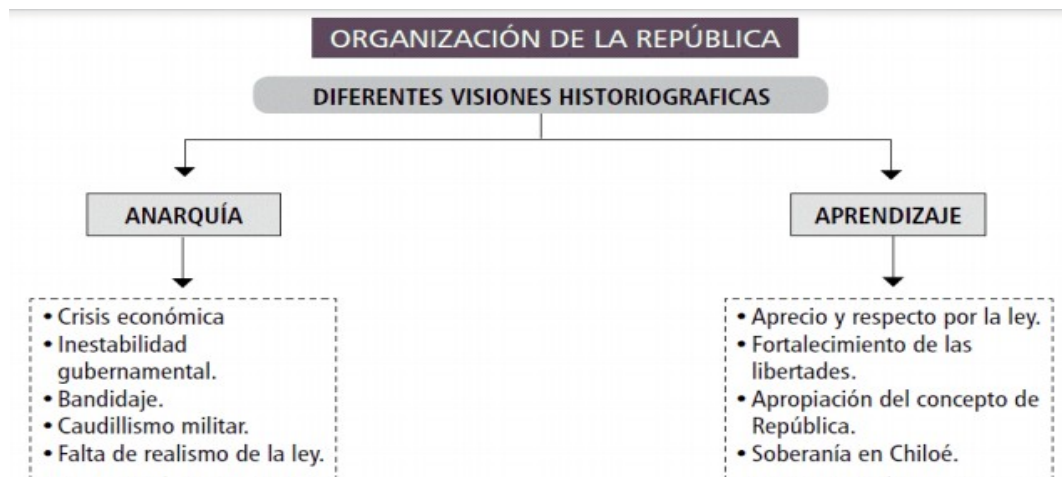 ORGANIZACIÓN DE LA REPÚBLICA
DIFERENTES VISIONES HISTORIOGRAFICAS
ANARQUÍA
• Crisis económica
• Inestabilidad
gubernamental.
• Bandidaje.
• Caudillismo militar.
• Falta de realismo de la ley.
APRENDIZAJE
• Aprecio y respecto por la ley.
• Fortalecimiento de las
libertades.
• Apropiación del concepto de
República.
• Soberanía en Chiloé.